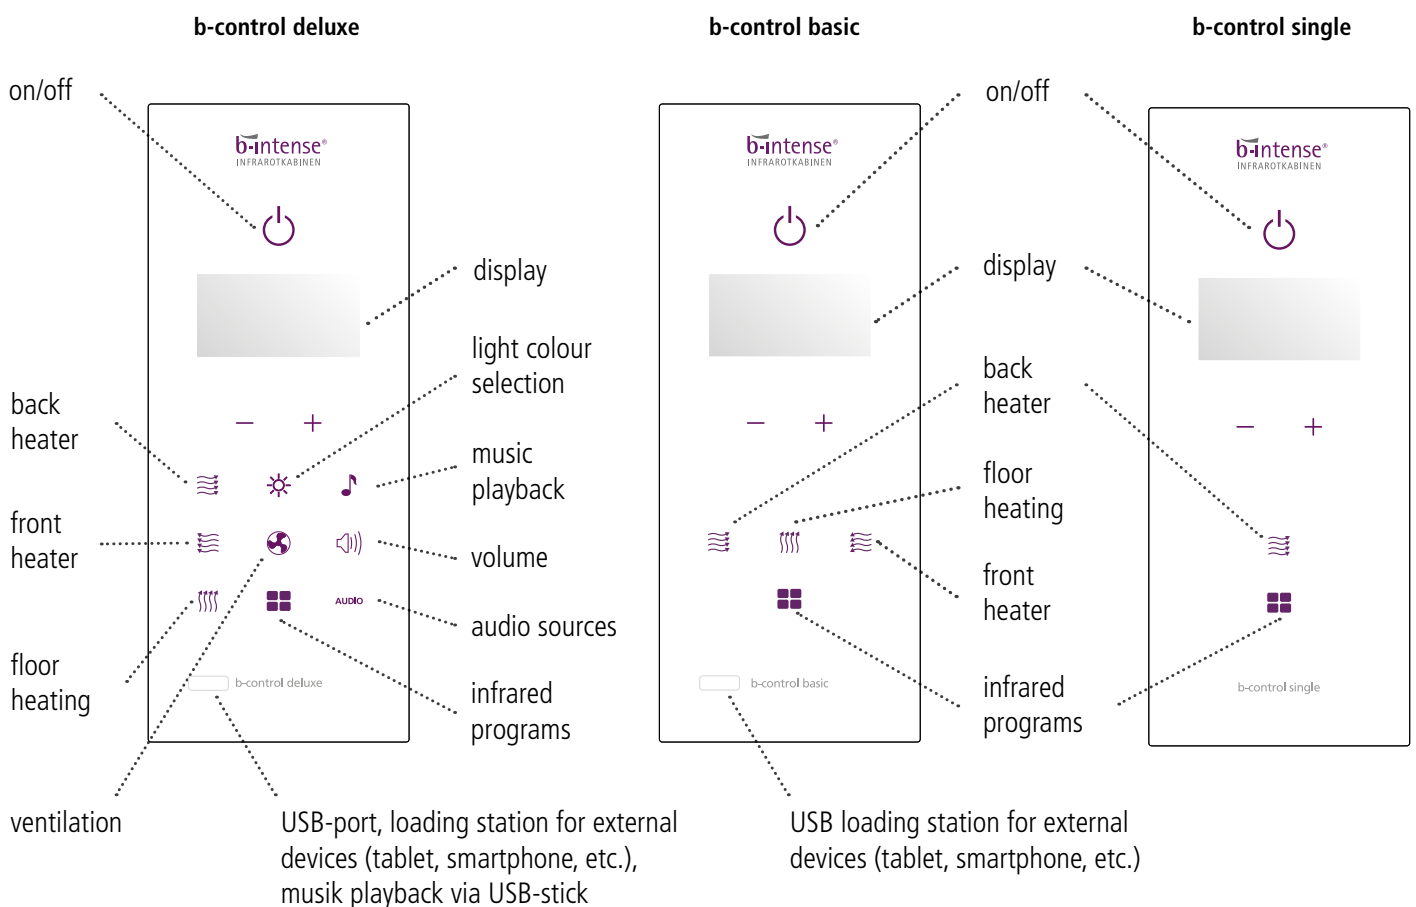 b-control deluxe
b-control basic
b-control single
on/off
on/off
b-intense®
INFRAROTKABINEN
b-intense®
INFRAROTKABINEN
b-intense®
INFRAROTKABINEN
display
display
light colour
selection
back
heater
back
heater
− +
− +
− +
music
playback
floor
heating
front
heater
volume
front
heater
AUDIO
audio sources
floor
heating
b-control deluxe
infrared
programs
b-control basic
infrared
programs
b-control single
ventilation
USB-port, loading station for external
devices (tablet, smartphone, etc.),
musik playback via USB-stick
USB loading station for external
devices (tablet, smartphone, etc.)